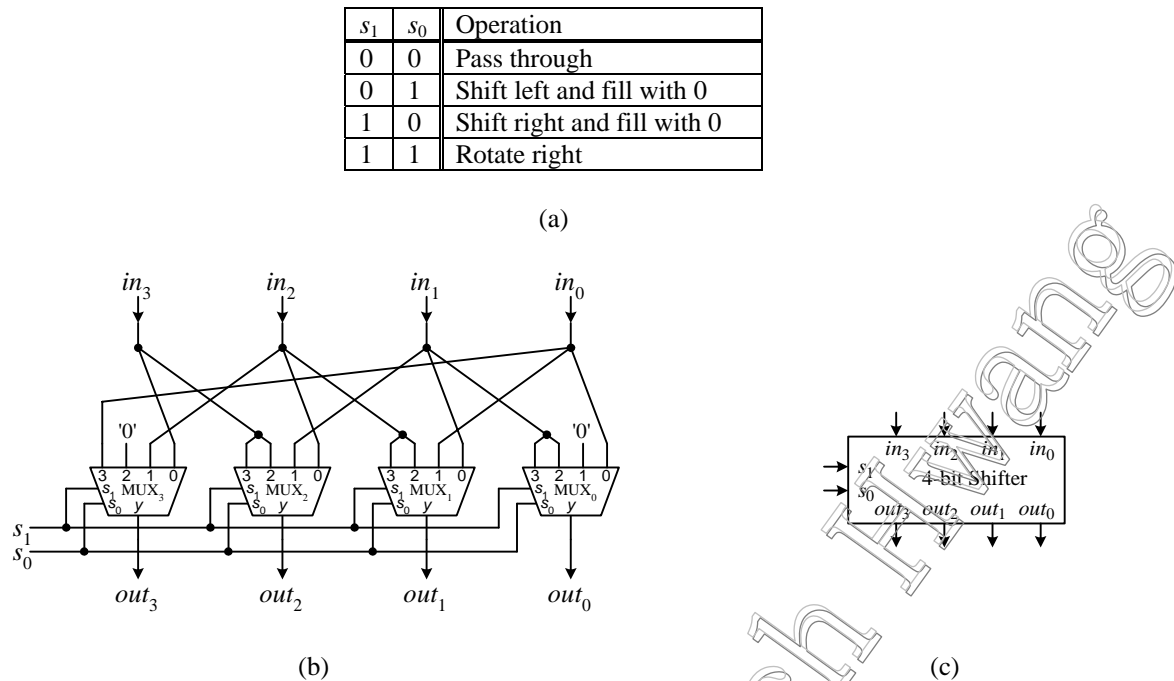 s1 s0 Operation
0 0 Pass through
0 1 Shift left and fill with 0
1 0 Shift right and fill with 0
1 1 Rotate right
(a)
in3 in2 in1 in0
'0' '0'
3 2 1 0 3 2 1 0 3 2 1 0 3 2 1 0
s1 MUX3 s1 MUX2 s1 MUX1 s1 MUX0
s0 y s0 y s0 y s0 y
s1
s0
out3 out2 out1 out0
(b)
in3 in2 in1 in0
s1
4-bit Shifter
s0
out3 out2 out1 out0
(c)
Hwang